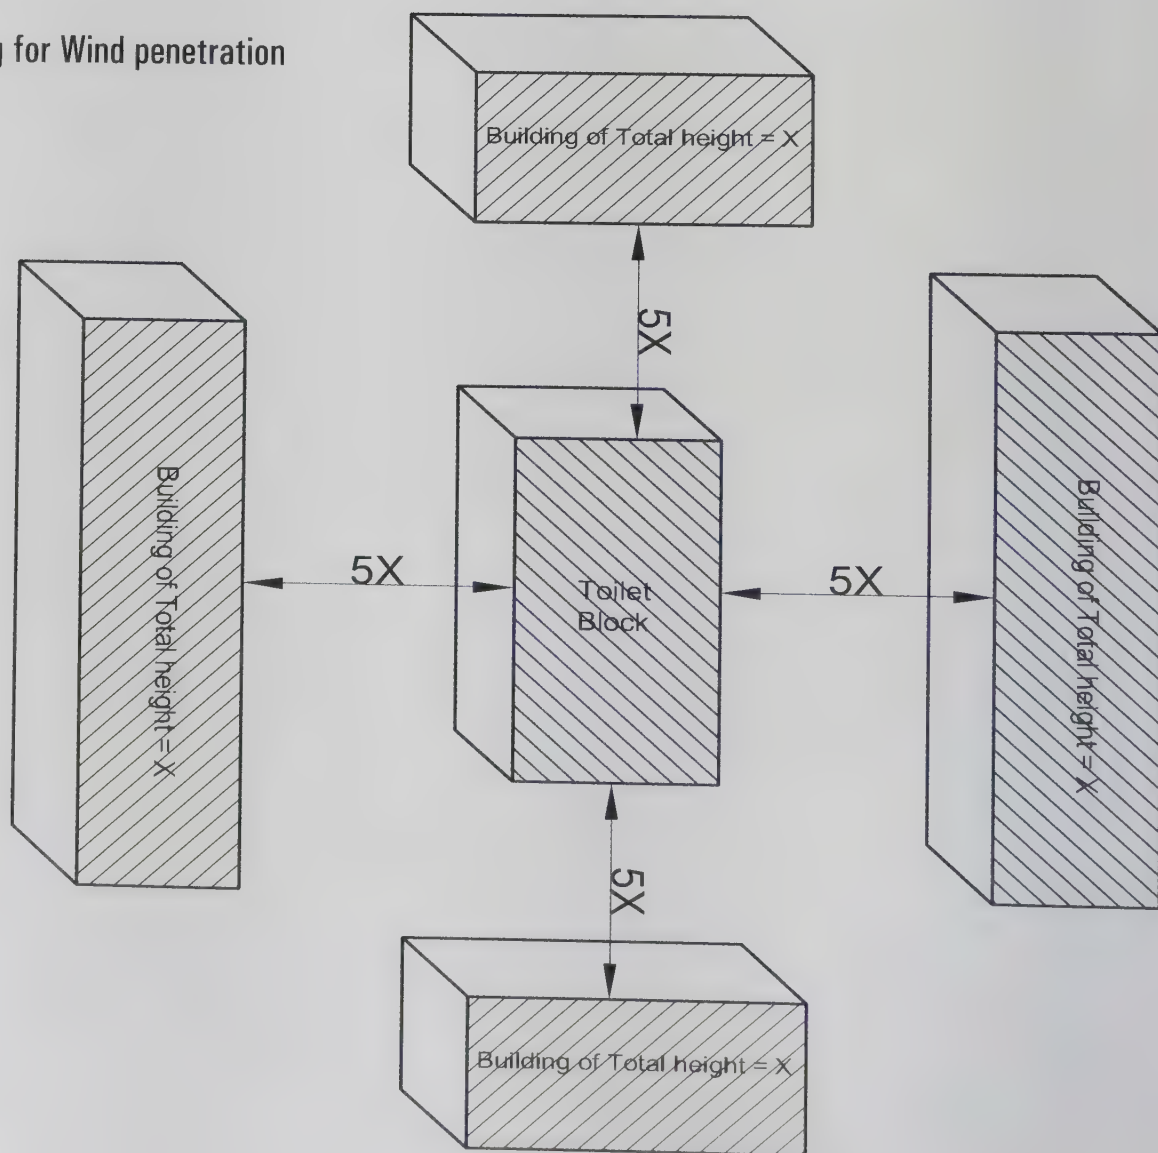 for Wind penetration
Building of Total height = X
5X
Building of Total height = X
5X
Toilet
Block
5X
Building of Total height = X
5X
Building of Total height = X